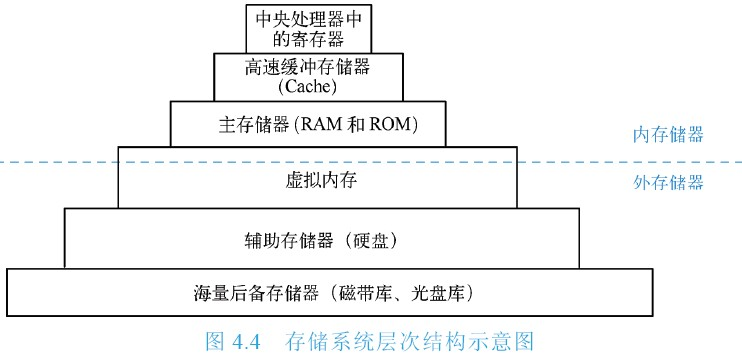 中央处理器中
的寄存器
高速缓冲存储器
(Cache)
主存储器(RAM 和 ROM)
内存储器
虚拟内存
外存储器
辅助存储器（硬盘）
海量后备存储器（磁带库、光盘库）
图 4.4 存储系统层次结构示意图